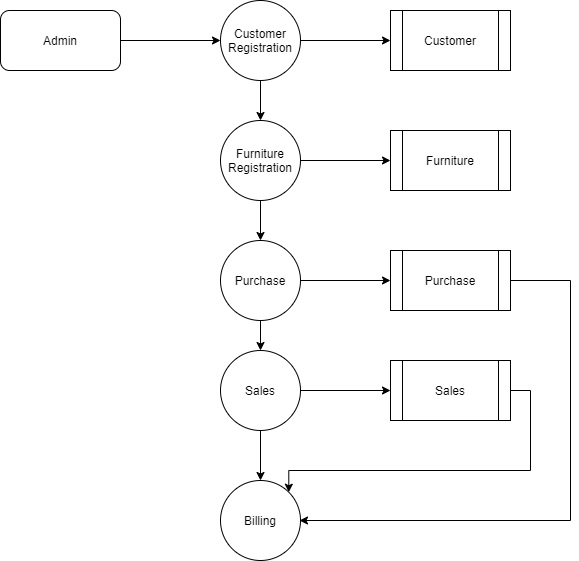 Admin
Customer
Registration
Customer
Furniture
Registration
Furniture
Purchase
Purchase
Sales
Sales
Billing